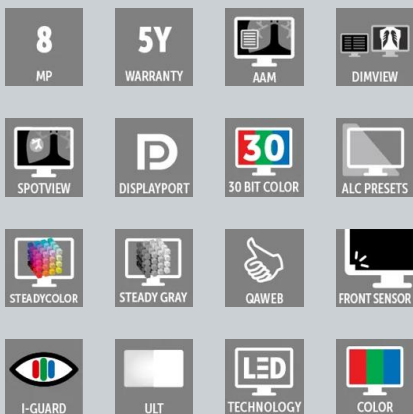 8
MP
5Y
WARRANTY
AAM
DIMVIEW
SPOTVIEW
DISPLAYPORT
30
30 BIT COLOR
ALC PRESETS
STEADYCOLOR
STEADY GRAY
QAWEB
FRONT SENSOR
I-GUARD
ULT
LED
TECHNOLOGY
COLOR